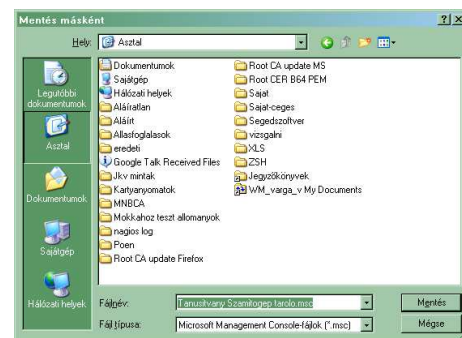 Mentés másként
Hely: Asztal
Legutóbbi dokumentumok
Asztal
Dokumentumok
Sajátgép
Hálózati helyek
Dokumentumok
Sajátgép
Hálózati helyek
Aláíratlan
Aláírt
Allasfoglalasok
eredeti
Google Talk Received Files
Jkv mintak
Kartyanyomatok
MNBCA
Mokkahoz teszt allomanyok
nagios log
Poen
Root CA update Firefox
Root CA update MS
Root CER B64 PEM
Sajat
Sajat-ceges
Segedszoftver
vizsgalni
XLS
ZSH
Jegyzőkönyvek
WM_varga_v My Documents
Fájlnév: Tanusitvany Szamitogep tarolo.msc
Mentés
Fájl típusa: Microsoft Management Console-fájlok (*.msc)
Mégse